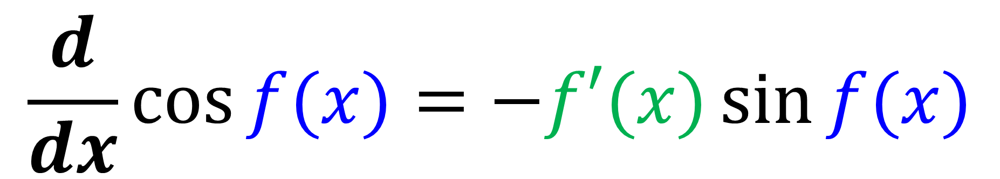 d/dx cos f(x) = −f′(x) sin f(x)